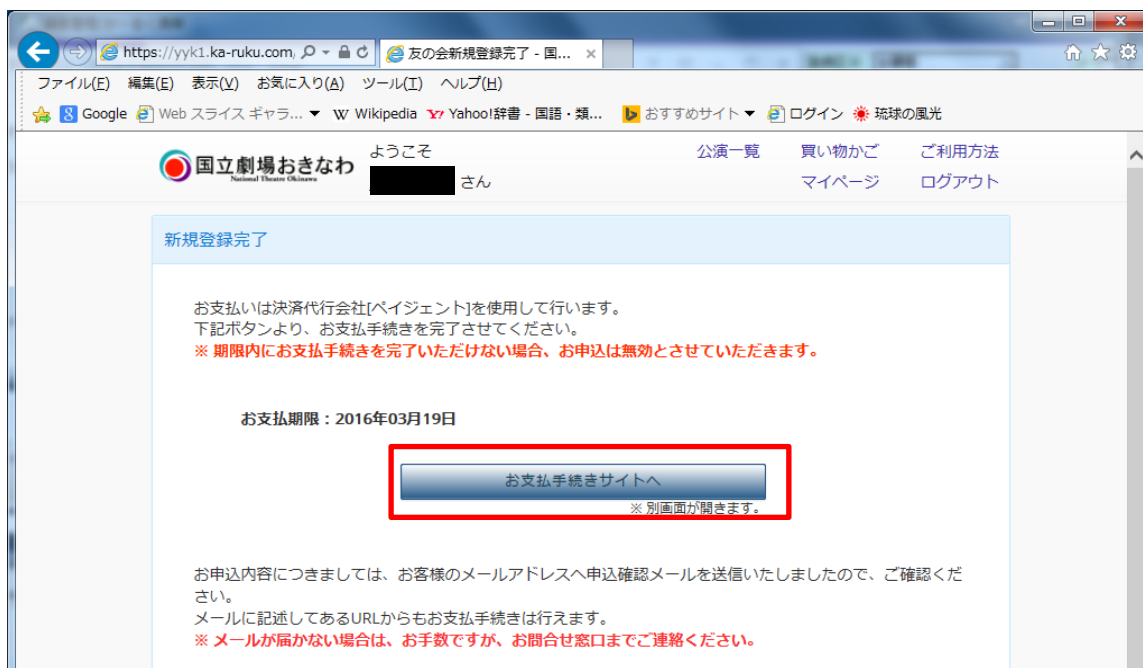 https://yyk1.ka-ruku.com,
友の会新規登録完了 - 国...
ファイル(F) 編集(E) 表示(V) お気に入り(A) ツール(T) ヘルプ(H)
Google Web スライス ギャラ... W Wikipedia Y7 Yahoo!辞書 - 国語・類... おすすめサイト ログイン 琉球の風光
国立劇場おきなわ
National Theatre Okinawa
ようこそ
さん
公演一覧 買い物かご ご利用方法
マイページ ログアウト
新規登録完了
お支払いは決済代行会社[ペイジェント]を使用して行います。
下記ボタンより、お支払手続きを完了させてください。
※ 期限内にお支払手続きを完了いただけない場合、お申込は無効とさせていただきます。
お支払期限：2016年03月19日
お支払手続きサイトへ
※ 別画面が開きます。
お申込内容につきましては、お客様のメールアドレスへ申込確認メールを送信いたしましたので、ご確認くだ
さい。
メールに記述してあるURLからもお支払手続きは行えます。
※ メールが届かない場合は、お手数ですが、お問合せ窓口までご連絡ください。